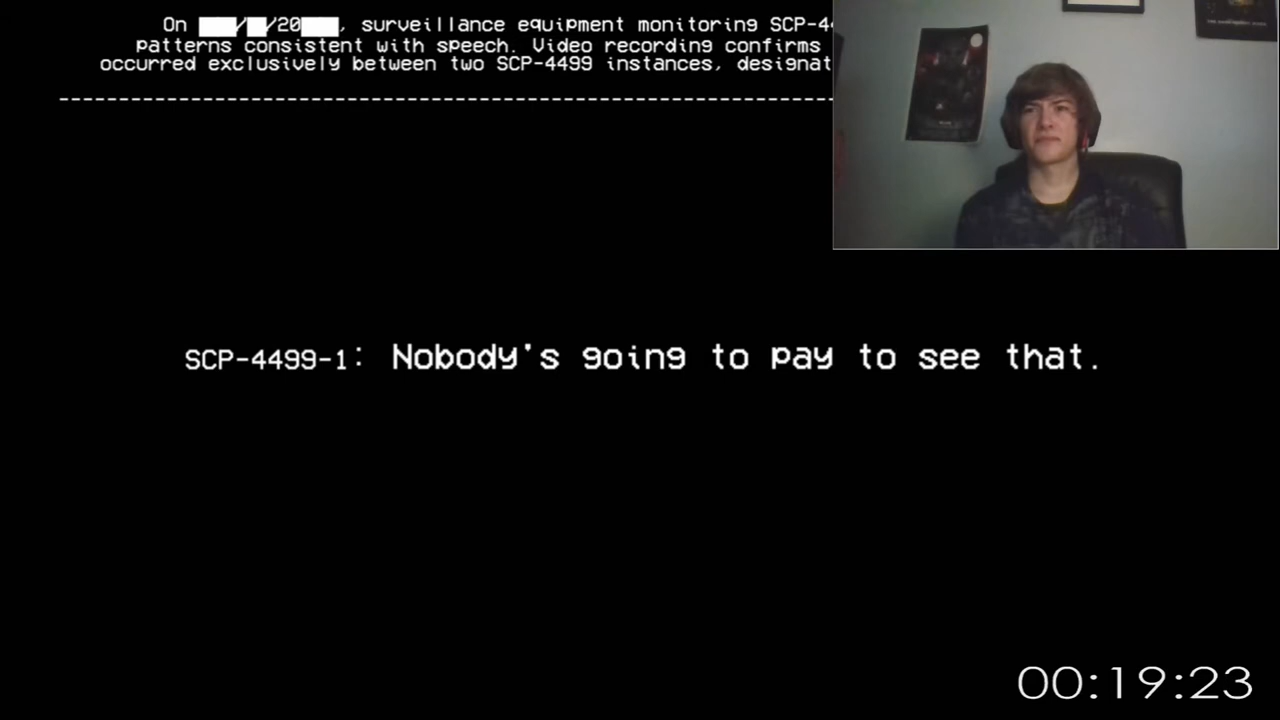 On ██/█/20██, surveillance equipment monitoring SCP-4
patterns consistent with speech. Video recording confirms
occurred exclusively between two SCP-4499 instances, designat
SCP-4499-1: Nobody's going to pay to see that.
00:19:23